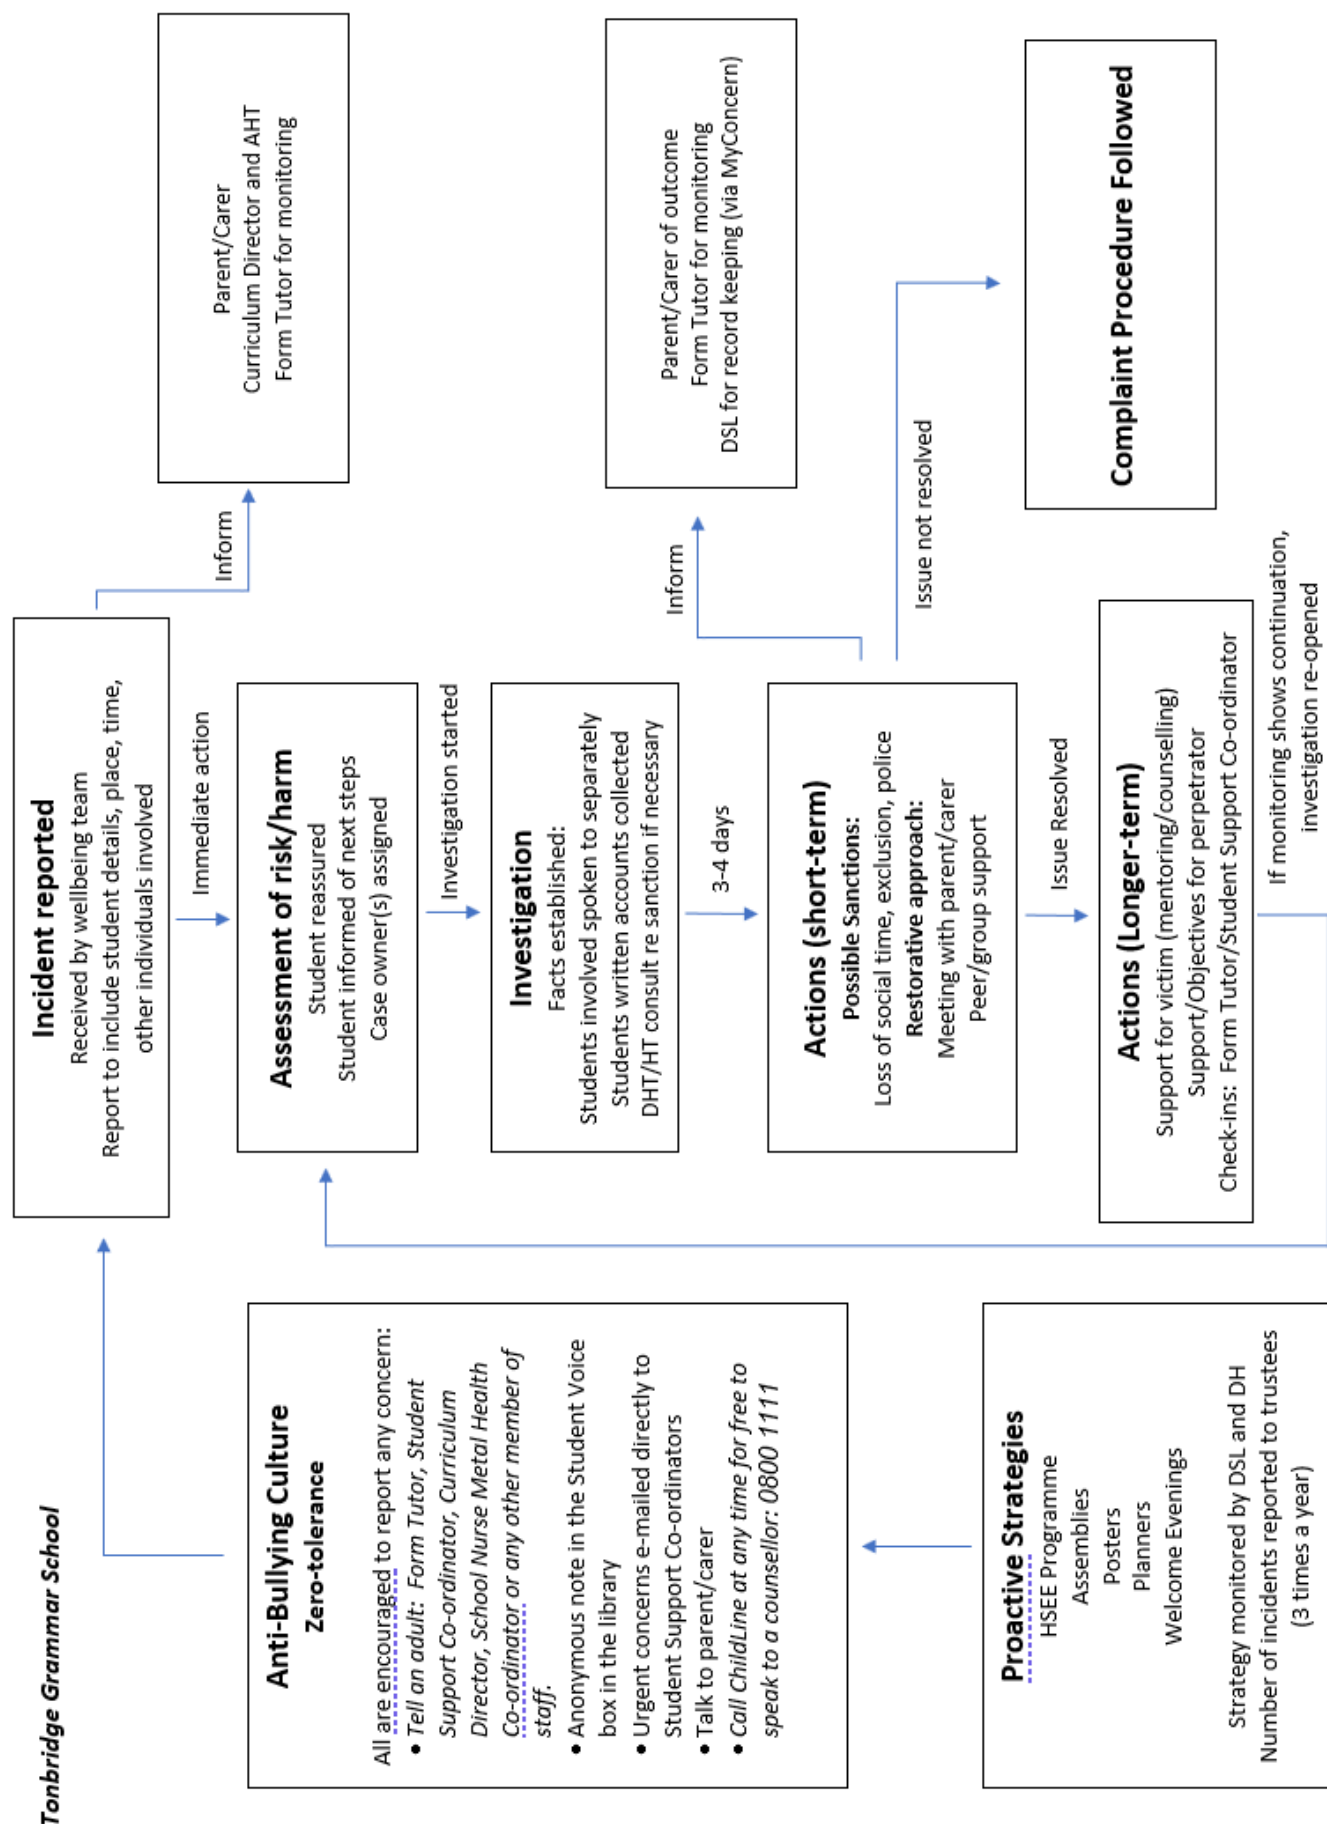 Tonbridge Grammar School
Anti-Bullying Culture
Zero-tolerance
All are encouraged to report any concern:
• Tell an adult: Form Tutor, Student
Support Co-ordinator, Curriculum
Director, School Nurse Metal Health
Co-ordinator or any other member of
staff.
• Anonymous note in the Student Voice
box in the library
• Urgent concerns e-mailed directly to
Student Support Co-ordinators
• Talk to parent/carer
• Call ChildLine at any time for free to
speak to a counsellor: 0800 1111
Proactive Strategies
HSEE Programme
Assemblies
Posters
Planners
Welcome Evenings
Strategy monitored by DSL and DH
Number of incidents reported to trustees
(3 times a year)
Incident reported
Received by wellbeing team
Report to include student details, place, time,
other individuals involved
Inform
Parent/Carer
Curriculum Director and AHT
Form Tutor for monitoring
Immediate action
Assessment of risk/harm
Student reassured
Student informed of next steps
Case owner(s) assigned
Investigation started
Investigation
Facts established:
Students involved spoken to separately
Students written accounts collected
DHT/HT consult re sanction if necessary
3-4 days
Actions (short-term)
Possible Sanctions:
Loss of social time, exclusion, police
Restorative approach:
Meeting with parent/carer
Peer/group support
Inform
Parent/Carer of outcome
Form Tutor for monitoring
DSL for record keeping (via MyConcern)
Issue not resolved
Complaint Procedure Followed
Issue Resolved
Actions (Longer-term)
Support for victim (mentoring/counselling)
Support/Objectives for perpetrator
Check-ins: Form Tutor/Student Support Co-ordinator
If monitoring shows continuation,
investigation re-opened